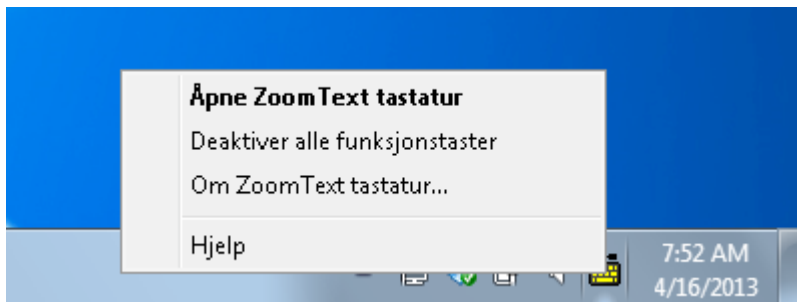 Åpne ZoomText tastatur
Deaktiver alle funksjonstaster
Om ZoomText tastatur...
Hjelp
7:52 AM
4/16/2013